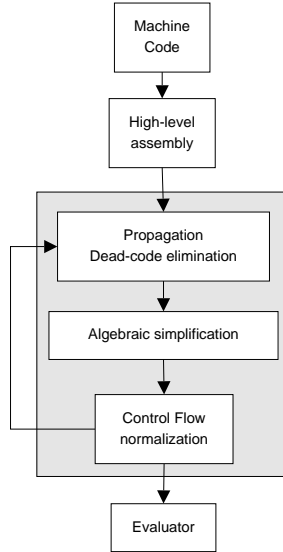 Machine
Code
High-level
assembly
Propagation
Dead-code elimination
Algebraic simplification
Control Flow
normalization
Evaluator